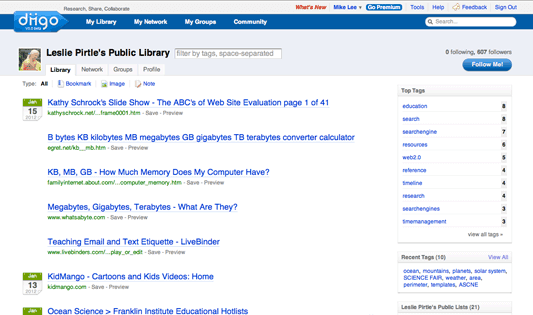 diigo
V5.0 beta
Research, Share, Collaborate
What's New Mike Lee Go Premium Tools Help Feedback Sign Out
My Library My Network My Groups Community
Search...
Leslie Pirtle's Public Library
filter by tags, space-separated
0 following, 607 followers
Follow Me!
Library Network Groups Profile
Type: All Bookmark Image Note
Jan
15
2012
Kathy Schrock's Slide Show - The ABC's of Web Site Evaluation page 1 of 41
kathyschrock.net/...frame0001.htm - Save - Preview
B bytes KB kilobytes MB megabytes GB gigabytes TB terabytes converter calculator
egret.net/kb__mb.htm - Save - Preview
KB, MB, GB - How Much Memory Does My Computer Have?
familyinternet.about.com/...computer_memory.htm - Save - Preview
Megabytes, Gigabytes, Terabytes - What Are They?
www.whatsabyte.com - Save - Preview
Teaching Email and Text Etiquette - LiveBinder
www.livebinders.com/...play_or_edit - Save - Preview
Jan
13
2012
KidMango - Cartoons and Kids Videos: Home
kidmango.com - Save - Preview
Ocean Science > Franklin Institute Educational Hotlists
Top Tags
education 8
search 8
searchengine 7
resources 6
web2.0 5
reference 4
timeline 4
research 4
searchengines 3
timemanagement 3
view all tags »
Recent Tags (10) View All
ocean, mountains, planets, solar system,
SCIENCE FAIR, weather, area,
perimeter, templates, ASCNE
Leslie Pirtle's Public Lists (21)